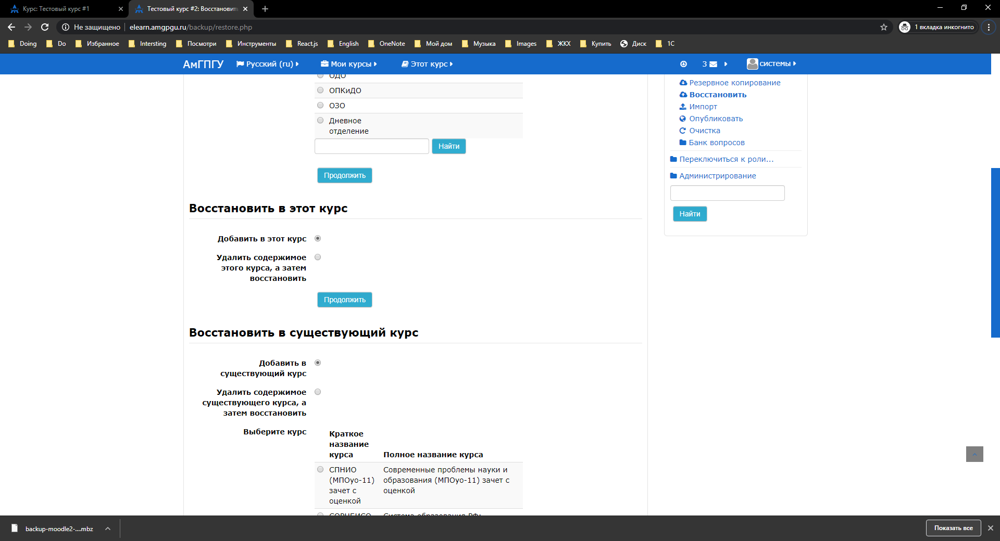 Курс: Тестовый курс #1
Тестовый курс #2: Восстановить
Не защищено
elearn.amgpgu.ru/backup/restore.php
1 вкладка инкогнито
Doing
Do
Избранное
Intersting
Посмотри
Инструменты
React.js
English
OneNote
Мой дом
Музыка
Images
ЖКХ
Купить
Диск
1С
АмГПГУ
Русский (ru)
Мои курсы
Этот курс
3
системы
ОДО
ОПКиДО
ОЗО
Дневное
отделение
Найти
Продолжить
Восстановить в этот курс
Добавить в этот курс
Удалить содержимое
этого курса, а затем
восстановить
Продолжить
Восстановить в существующий курс
Добавить в
существующий курс
Удалить содержимое
существующего курса, а
затем восстановить
Выберите курс
Краткое
название
курса
Полное название курса
СПНИО
(МПОуо-11)
зачет с
оценкой
Современные проблемы науки и
образования (МПОуо-11) зачет с
оценкой
Система образования РФ:
Резервное копирование
Восстановить
Импорт
Опубликовать
Очистка
Банк вопросов
Переключиться к роли...
Администрирование
Найти
backup-moodle2-....mbz
Показать все